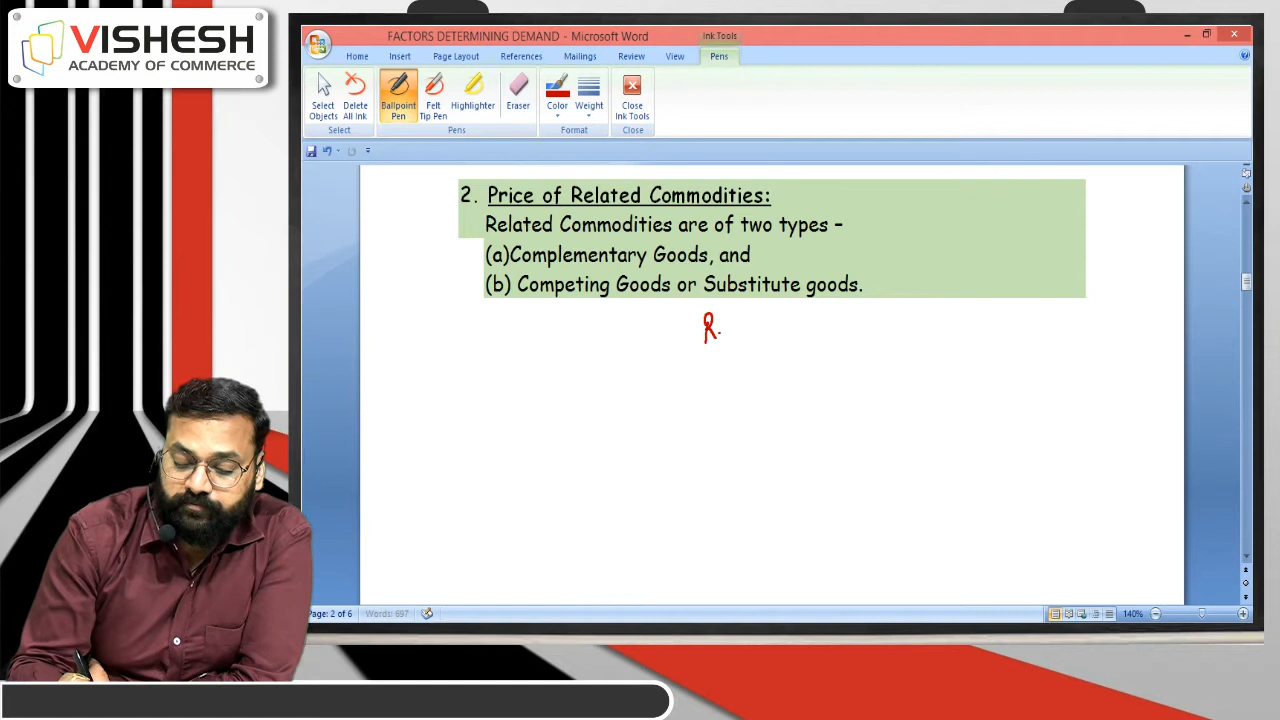 VISHESH
ACADEMY OF COMMERCE
FACTORS DETERMINING DEMAND - Microsoft Word
Ink Tools
Home Insert Page Layout References Mailings Review View Pens
Select Objects
Delete All Ink
Ballpoint Pen
Felt Tip Pen
Highlighter
Eraser
Color
Weight
Close Ink Tools
Select Pens Format Close
2. Price of Related Commodities:
Related Commodities are of two types –
(a)Complementary Goods, and
(b) Competing Goods or Substitute goods.
R.
Page: 2 of 6 Words: 697 140%